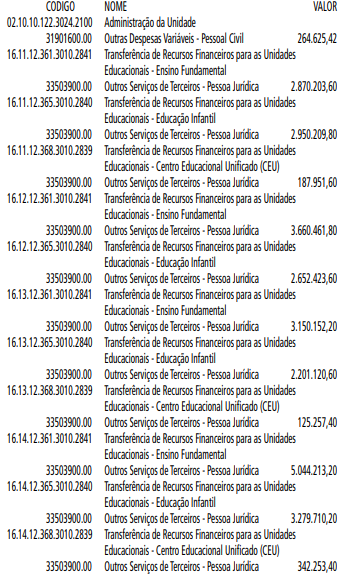 CODIGO NOME VALOR
02.10.10.122.3024.2100 Administração da Unidade
31901600.00 Outras Despesas Variáveis - Pessoal Civil 264.625,42
16.11.12.361.3010.2841 Transferência de Recursos Financeiros para as Unidades
Educacionais - Ensino Fundamental
33503900.00 Outros Serviços de Terceiros - Pessoa Jurídica 2.870.203,60
16.11.12.365.3010.2840 Transferência de Recursos Financeiros para as Unidades
Educacionais - Educação Infantil
33503900.00 Outros Serviços de Terceiros - Pessoa Jurídica 2.950.209,80
16.11.12.368.3010.2839 Transferência de Recursos Financeiros para as Unidades
Educacionais - Centro Educacional Unificado (CEU)
33503900.00 Outros Serviços de Terceiros - Pessoa Jurídica 187.951,60
16.12.12.361.3010.2841 Transferência de Recursos Financeiros para as Unidades
Educacionais - Ensino Fundamental
33503900.00 Outros Serviços de Terceiros - Pessoa Jurídica 3.660.461,80
16.12.12.365.3010.2840 Transferência de Recursos Financeiros para as Unidades
Educacionais - Educação Infantil
33503900.00 Outros Serviços de Terceiros - Pessoa Jurídica 2.652.423,60
16.13.12.361.3010.2841 Transferência de Recursos Financeiros para as Unidades
Educacionais - Ensino Fundamental
33503900.00 Outros Serviços de Terceiros - Pessoa Jurídica 3.150.152,20
16.13.12.365.3010.2840 Transferência de Recursos Financeiros para as Unidades
Educacionais - Educação Infantil
33503900.00 Outros Serviços de Terceiros - Pessoa Jurídica 2.201.120,60
16.13.12.368.3010.2839 Transferência de Recursos Financeiros para as Unidades
Educacionais - Centro Educacional Unificado (CEU)
33503900.00 Outros Serviços de Terceiros - Pessoa Jurídica 125.257,40
16.14.12.361.3010.2841 Transferência de Recursos Financeiros para as Unidades
Educacionais - Ensino Fundamental
33503900.00 Outros Serviços de Terceiros - Pessoa Jurídica 5.044.213,20
16.14.12.365.3010.2840 Transferência de Recursos Financeiros para as Unidades
Educacionais - Educação Infantil
33503900.00 Outros Serviços de Terceiros - Pessoa Jurídica 3.279.710,20
16.14.12.368.3010.2839 Transferência de Recursos Financeiros para as Unidades
Educacionais - Centro Educacional Unificado (CEU)
33503900.00 Outros Serviços de Terceiros - Pessoa Jurídica 342.253,40